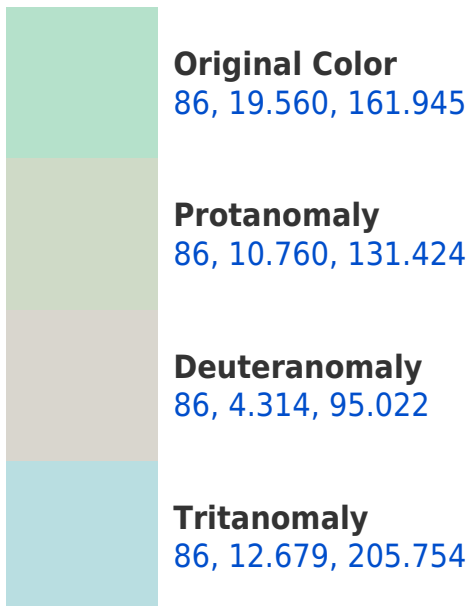 Original Color
86, 19.560, 161.945
Protanomaly
86, 10.760, 131.424
Deuteranomaly
86, 4.314, 95.022
Tritanomaly
86, 12.679, 205.754